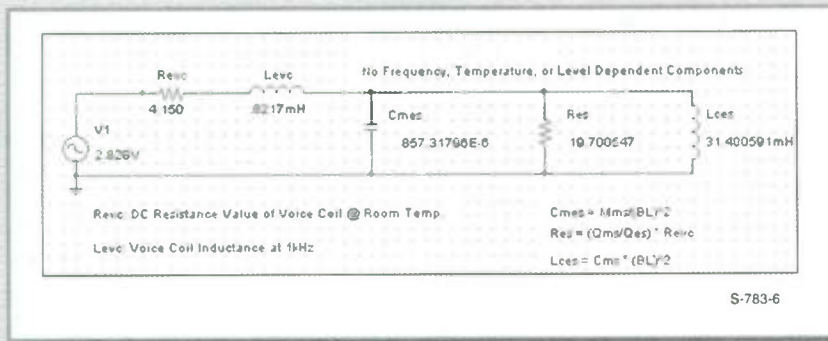 Revc
Levc
No Frequency, Temperature, or Level Dependent Components
4.150
.8217mH
Cmes
Res
Lces
V1
857.31796E-6
19.700547
31.400591mH
2.826V
Revc: DC Resistance Value of Voice Coil @ Room Temp.
Cmes = Mms/(BL)^2
Res = (Qms/Qes) * Revc
Levc: Voice Coil Inductance at 1kHz
Lces = Cms * (BL)^2
S-783-6